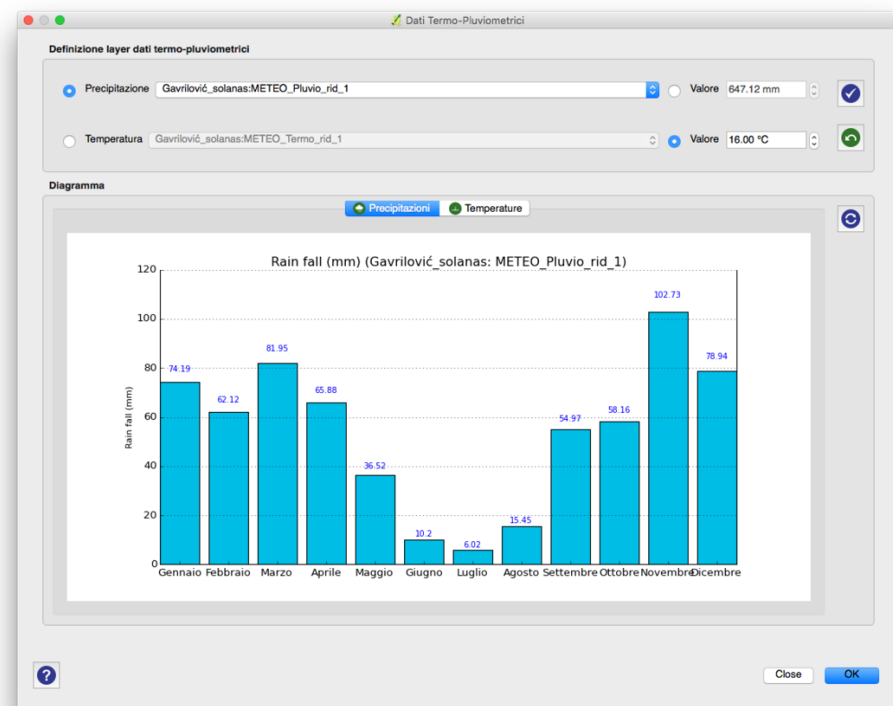 Dati Termo-Pluviometrici
Definizione layer dati termo-pluviometrici
Precipitazione Gavrilović_solanas:METEO_Pluvio_rid_1 Valore 647.12 mm
Temperatura Gavrilović_solanas:METEO_Termo_rid_1 Valore 16.00 °C
Diagramma
Precipitazioni Temperature
Rain fall (mm) (Gavrilović_solanas: METEO_Pluvio_rid_1)
Rain fall (mm)
120
100
80
60
40
20
0
74.19 62.12 81.95 65.88 36.52 10.2 6.02 15.45 54.97 58.16 102.73 78.94
Gennaio Febbraio Marzo Aprile Maggio Giugno Luglio Agosto Settembre Ottobre Novembre Dicembre
?
Close OK